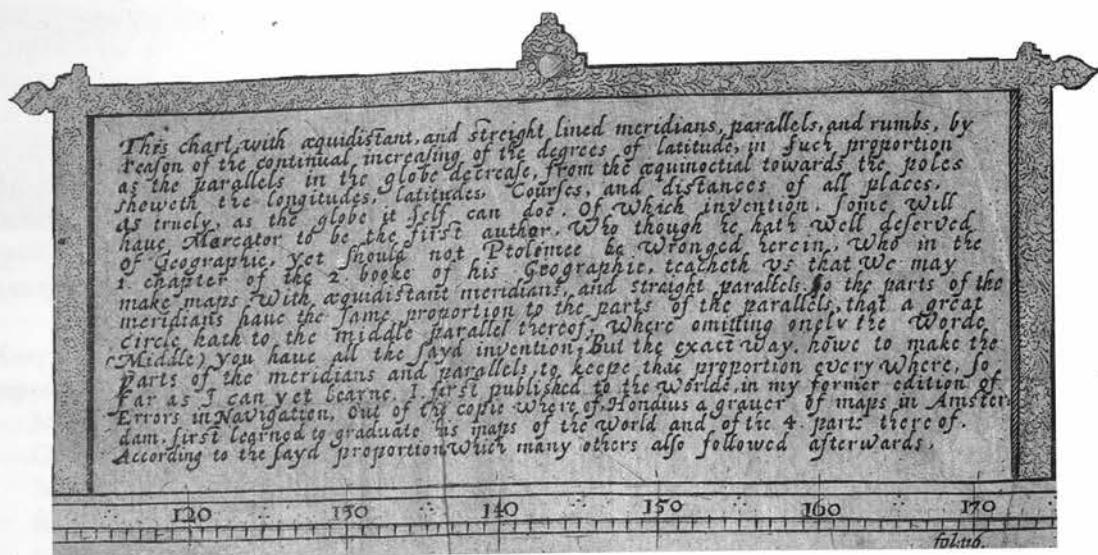 This chart, with æquidistant, and streight lined meridians, parallels, and rumbs, by
reason of the continual increasing of the degrees of latitude, in such proportion
as the parallels in the globe decrease, from the æquinoctial towards the poles
sheweth the longitudes, latitudes, Courses, and distances of all places,
as truely, as the globe it self can doe. Of which invention, some will
have Mercator to be the first author. Who though he hath well deserved
of Geographie, yet should not Ptolemee be wronged herein, who in the
1. chapter of the 2. booke of his Geographie, teacheth vs that we may
make maps with æquidistant meridians, and straight parallels. So the parts of the
meridians haue the same proportion to the parts of the parallels, that a great
circle hath to the middle parallel thereof, where omitting onely the worde
(Middle) you haue all the sayd invention; But the exact way, howe to make the
parts of the meridians and parallels, to keepe that proportion every where, so
far as I can yet learne, I first published to the worlde, in my former edition of
Errors in Navigation, out of the copie where of, Hondius a graver of maps in Amster-
dam, first learned to graduate his maps of the world and of the 4. parts there of.
According to the sayd proportion which many others also followed afterwards.
120 130 140 150 160 170
fol: 116.